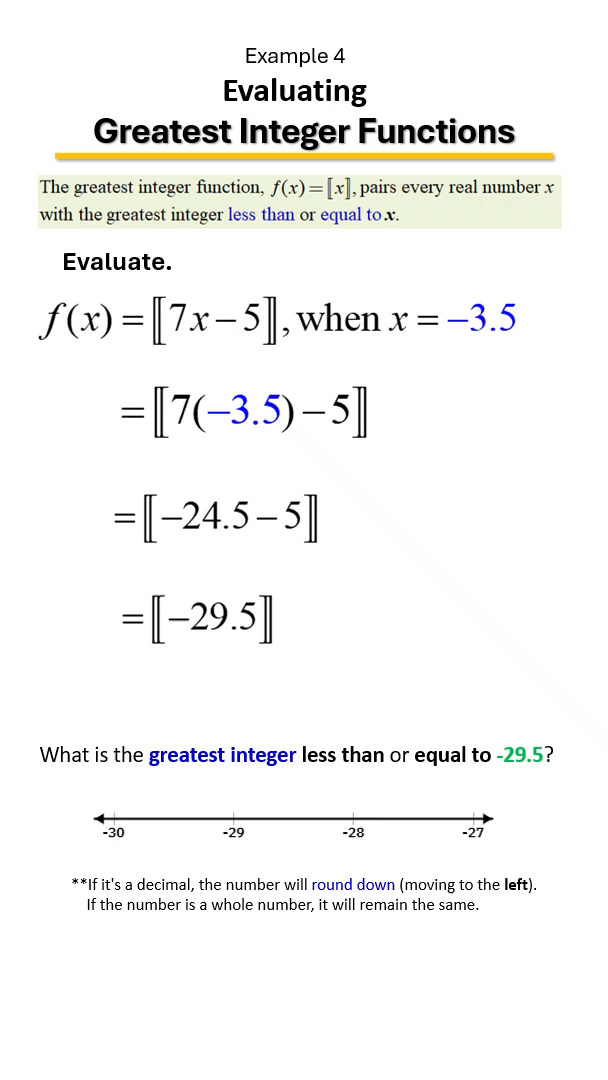 Example 4
Evaluating
Greatest Integer Functions
The greatest integer function, f(x)=⟦x⟧, pairs every real number x
with the greatest integer less than or equal to x.
Evaluate.
f(x)=⟦7x−5⟧, when x = −3.5
=⟦7(−3.5)−5⟧
=⟦−24.5−5⟧
=⟦−29.5⟧
What is the greatest integer less than or equal to -29.5?
-30 -29 -28 -27
**If it's a decimal, the number will round down (moving to the left).
If the number is a whole number, it will remain the same.